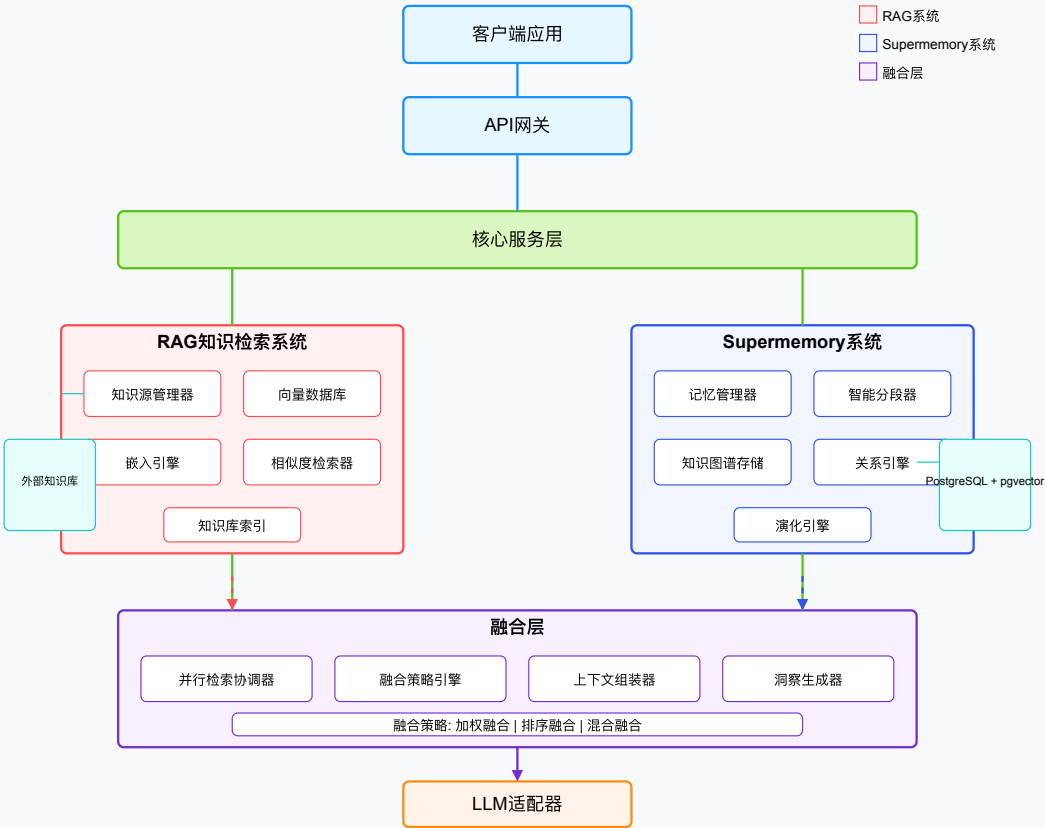 客户端应用
RAG系统
Supermemory系统
融合层
API网关
核心服务层
RAG知识检索系统
知识源管理器
向量数据库
嵌入引擎
相似度检索器
外部知识库
知识库索引
Supermemory系统
记忆管理器
智能分段器
知识图谱存储
关系引擎
PostgreSQL + pgvector
演化引擎
融合层
并行检索协调器
融合策略引擎
上下文组装器
洞察生成器
融合策略: 加权融合 | 排序融合 | 混合融合
LLM适配器